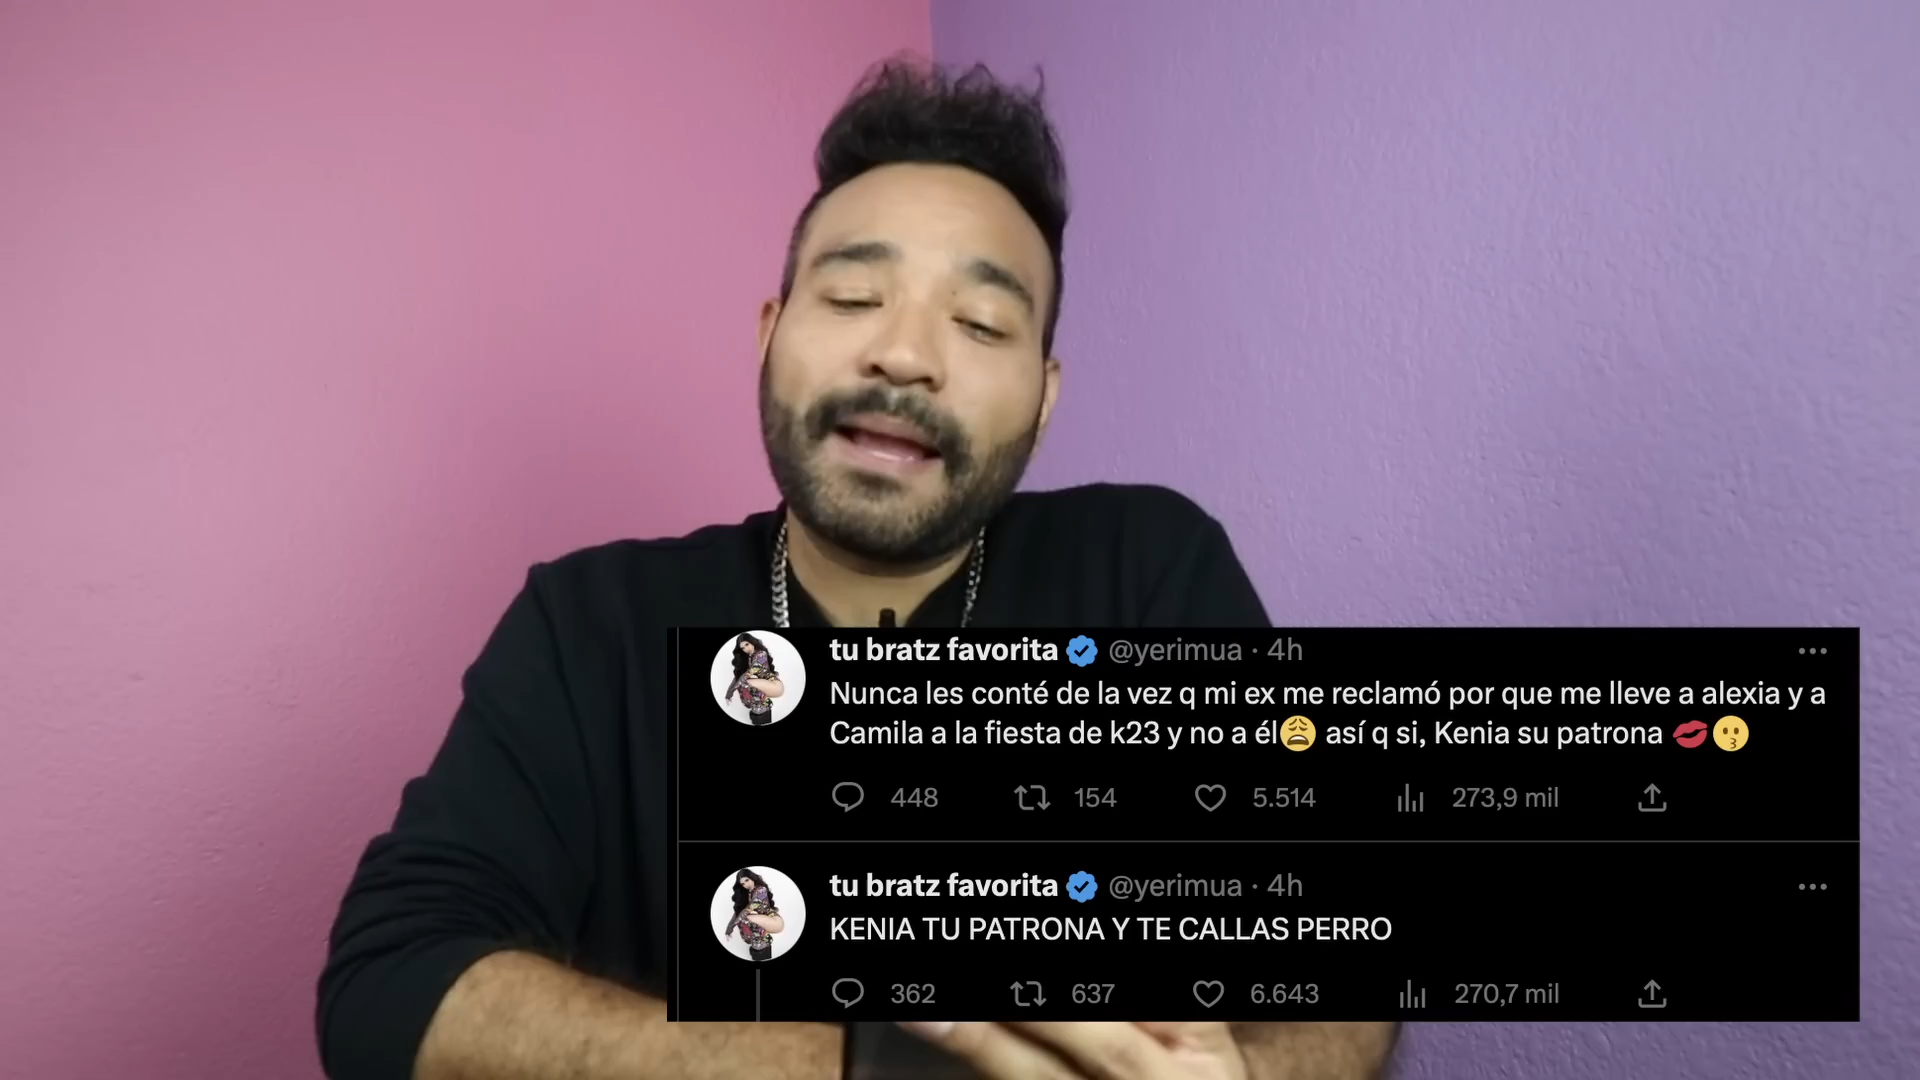 tu bratz favorita @yerimua · 4h
Nunca les conté de la vez q mi ex me reclamó por que me lleve a alexia y a
Camila a la fiesta de k23 y no a él😩 así q si, Kenia su patrona 💋😗
448 154 5.514 273,9 mil
tu bratz favorita @yerimua · 4h
KENIA TU PATRONA Y TE CALLAS PERRO
362 637 6.643 270,7 mil